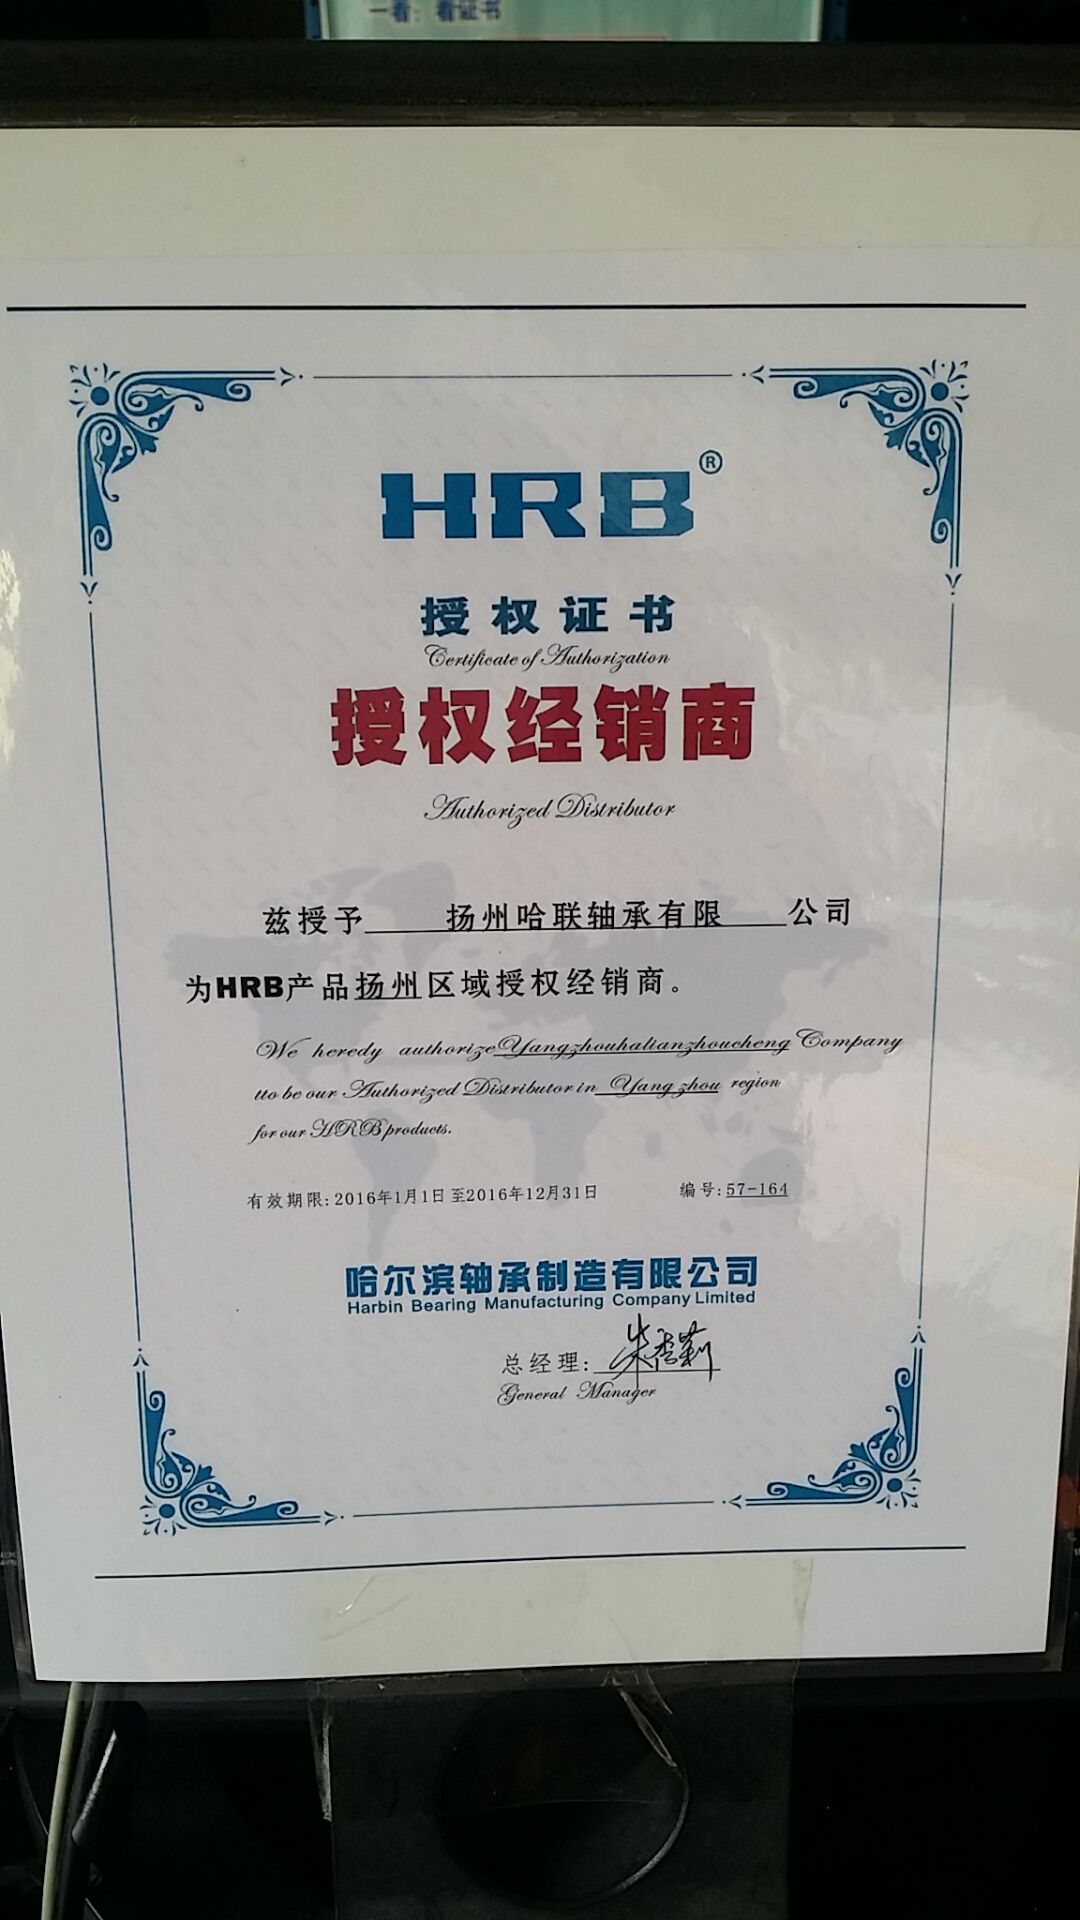 一看：看证书
HRB®
授权证书
Certificate of Authorization
授权经销商
Authorized Distributor
兹授予 扬州哈联轴承有限 公司
为HRB产品扬州区域授权经销商。
We heredy authorize Yangzhouhalianzhoucheng Company
tto be our Authorized Distributor in Yang zhou region
for our HRB products.
有效期限: 2016年1月1日至2016年12月31日 编号: 57-164
哈尔滨轴承制造有限公司
Harbin Bearing Manufacturing Company Limited
总经理:
General Manager